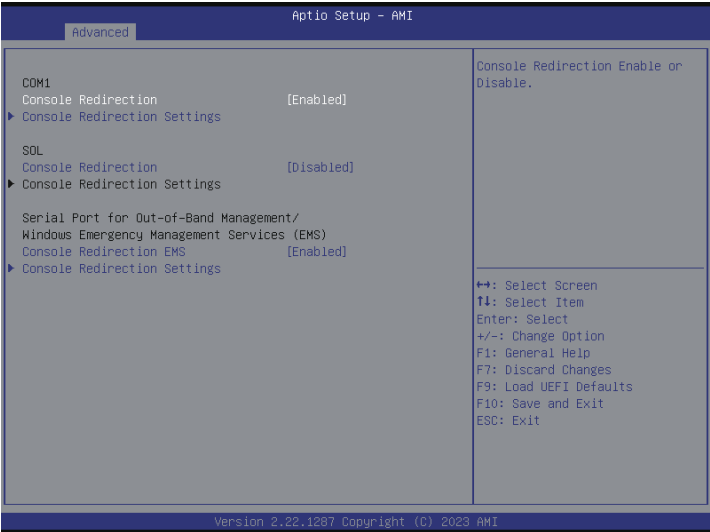 Aptio Setup – AMI
Advanced
COM1
Console Redirection [Enabled]
Console Redirection Settings
SOL
Console Redirection [Disabled]
Console Redirection Settings
Serial Port for Out-of-Band Management/
Windows Emergency Management Services (EMS)
Console Redirection EMS [Enabled]
Console Redirection Settings
Console Redirection Enable or
Disable.
↔: Select Screen
↑↓: Select Item
Enter: Select
+/-: Change Option
F1: General Help
F7: Discard Changes
F9: Load UEFI Defaults
F10: Save and Exit
ESC: Exit
Version 2.22.1287 Copyright (C) 2023 AMI